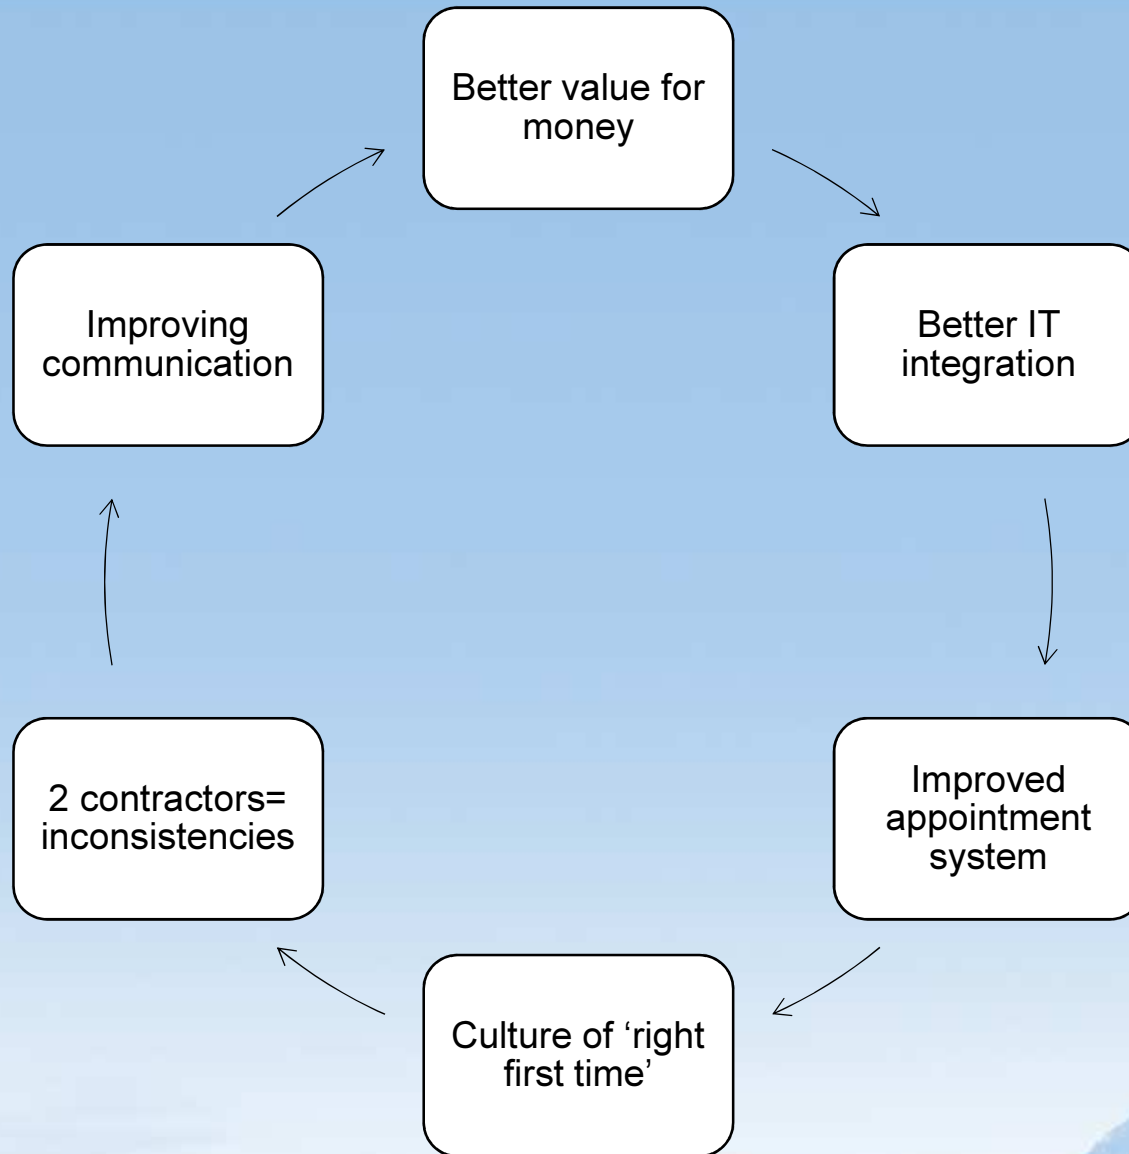 Better value for
money
Better IT
integration
Improved
appointment
system
Culture of ‘right
first time’
2 contractors=
inconsistencies
Improving
communication